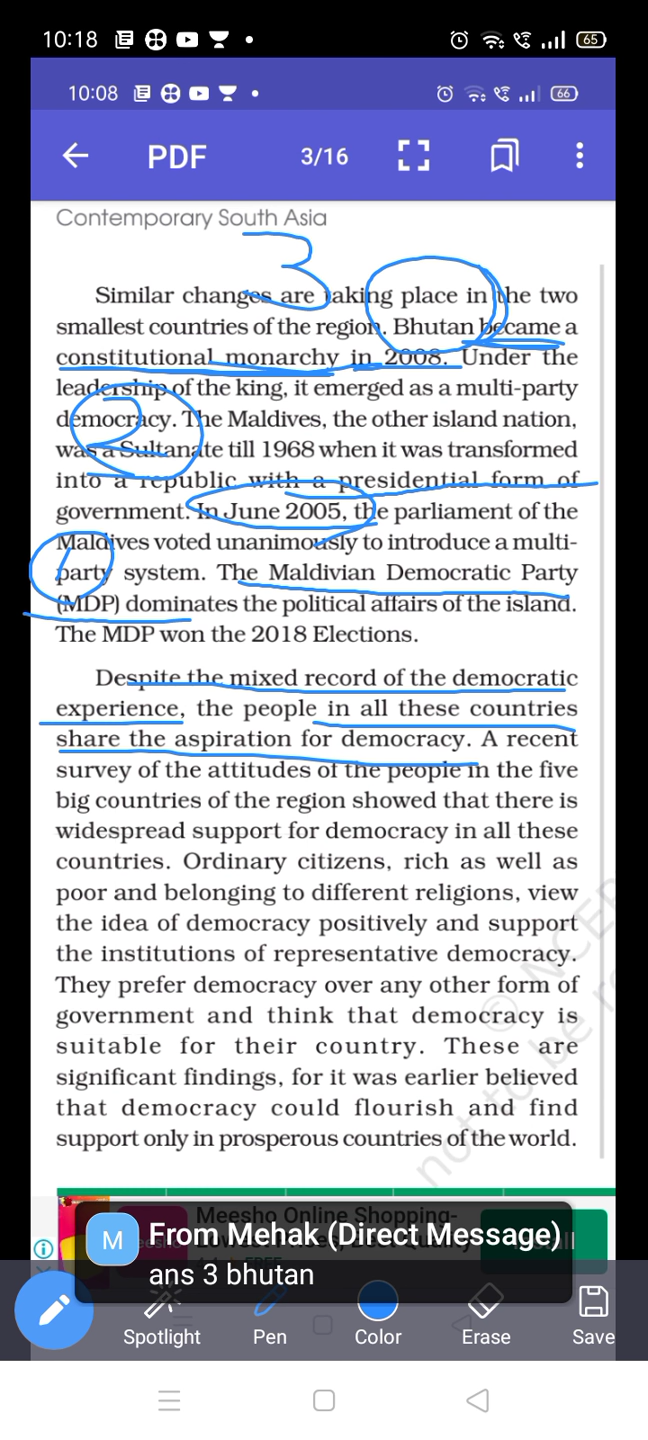 10:18
65
10:08
66
PDF
3/16
Contemporary South Asia
3
Similar changes are taking place in the two
smallest countries of the region. Bhutan became a
constitutional monarchy in 2008. Under the
leadership of the king, it emerged as a multi-party
democracy. The Maldives, the other island nation,
2
was a Sultanate till 1968 when it was transformed
into a republic with a presidential form of
government. In June 2005, the parliament of the
Maldives voted unanimously to introduce a multi-
1
party system. The Maldivian Democratic Party
(MDP) dominates the political affairs of the island.
The MDP won the 2018 Elections.
Despite the mixed record of the democratic
experience, the people in all these countries
share the aspiration for democracy. A recent
survey of the attitudes of the people in the five
big countries of the region showed that there is
widespread support for democracy in all these
countries. Ordinary citizens, rich as well as
poor and belonging to different religions, view
the idea of democracy positively and support
the institutions of representative democracy.
They prefer democracy over any other form of
government and think that democracy is
suitable for their country. These are
significant findings, for it was earlier believed
that democracy could flourish and find
support only in prosperous countries of the world.
© NCER
not to be re
Meesho Online Shopping-
M
From Mehak (Direct Message)
ans 3 bhutan
Spotlight
Pen
Color
Erase
Save